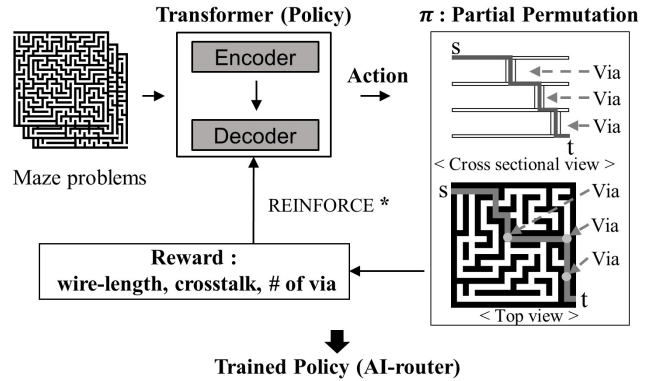 Transformer (Policy)
π : Partial Permutation
Encoder
Decoder
Action
Maze problems
REINFORCE *
Reward :
wire-length, crosstalk, # of via
s
Via
Via
Via
t
< Cross sectional view >
s
Via
Via
Via
t
< Top view >
Trained Policy (AI-router)